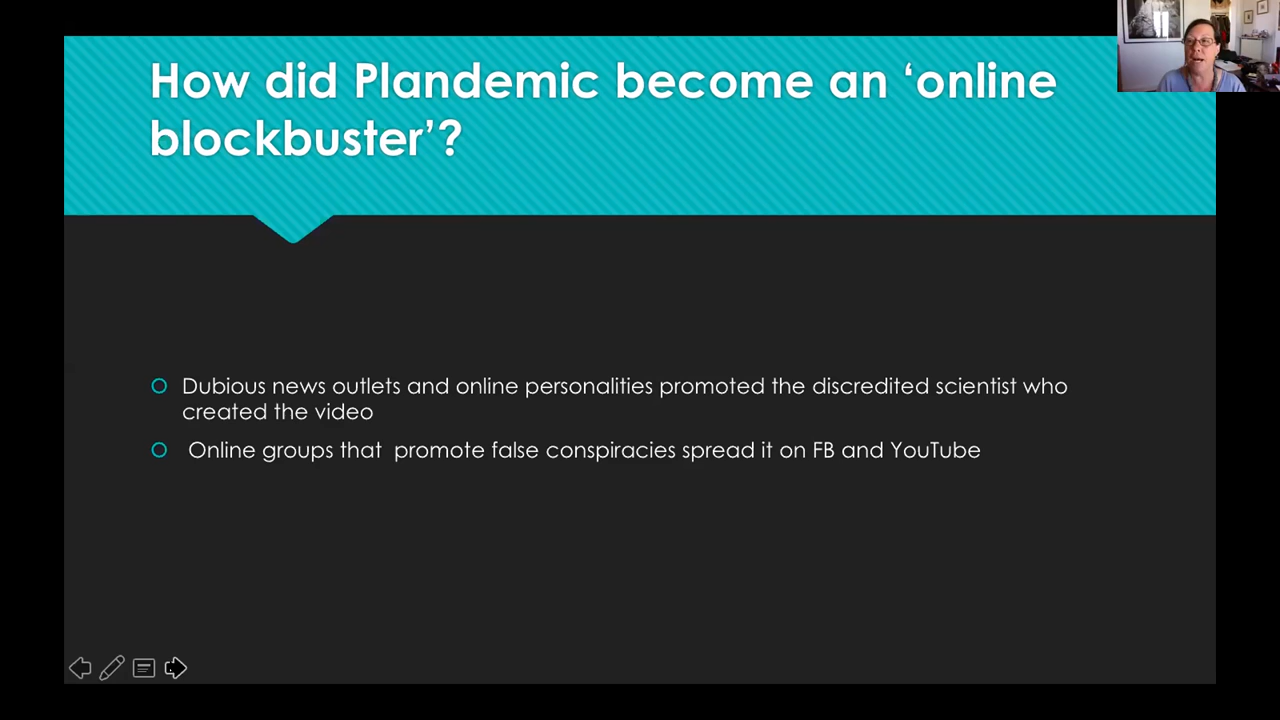 How did Plandemic become an ‘online
blockbuster’?
Dubious news outlets and online personalities promoted the discredited scientist who
created the video
Online groups that  promote false conspiracies spread it on FB and YouTube